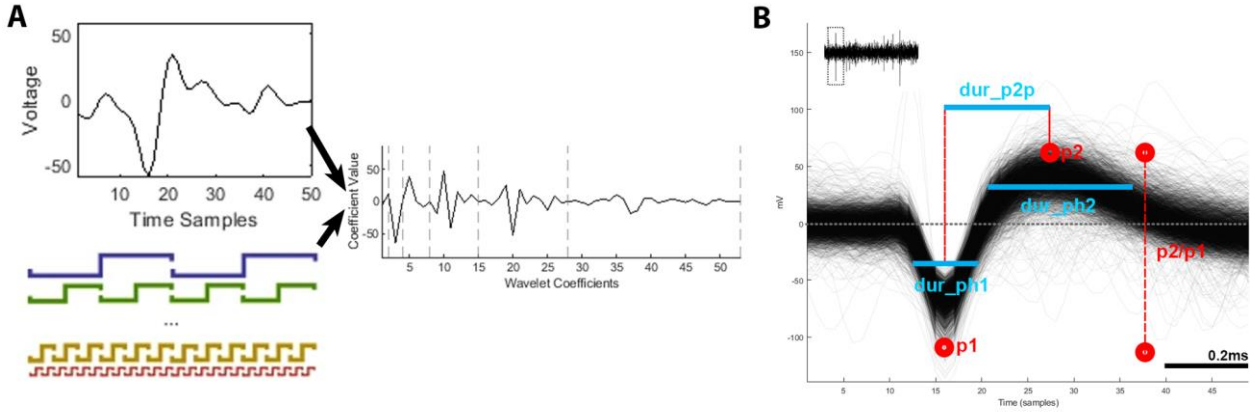 A
50
0
-50
Voltage
10 20 30 40 50
Time Samples
...
50
0
-50
Coefficient Value
5 10 15 20 25 30 35 40 45 50
Wavelet Coefficients
B
150
100
50
0
-50
-100
mV
dur_p2p
p2
dur_ph2
p2/p1
dur_ph1
p1
0.2ms
5 10 15 20 25 30 35 40 45
Time (samples)